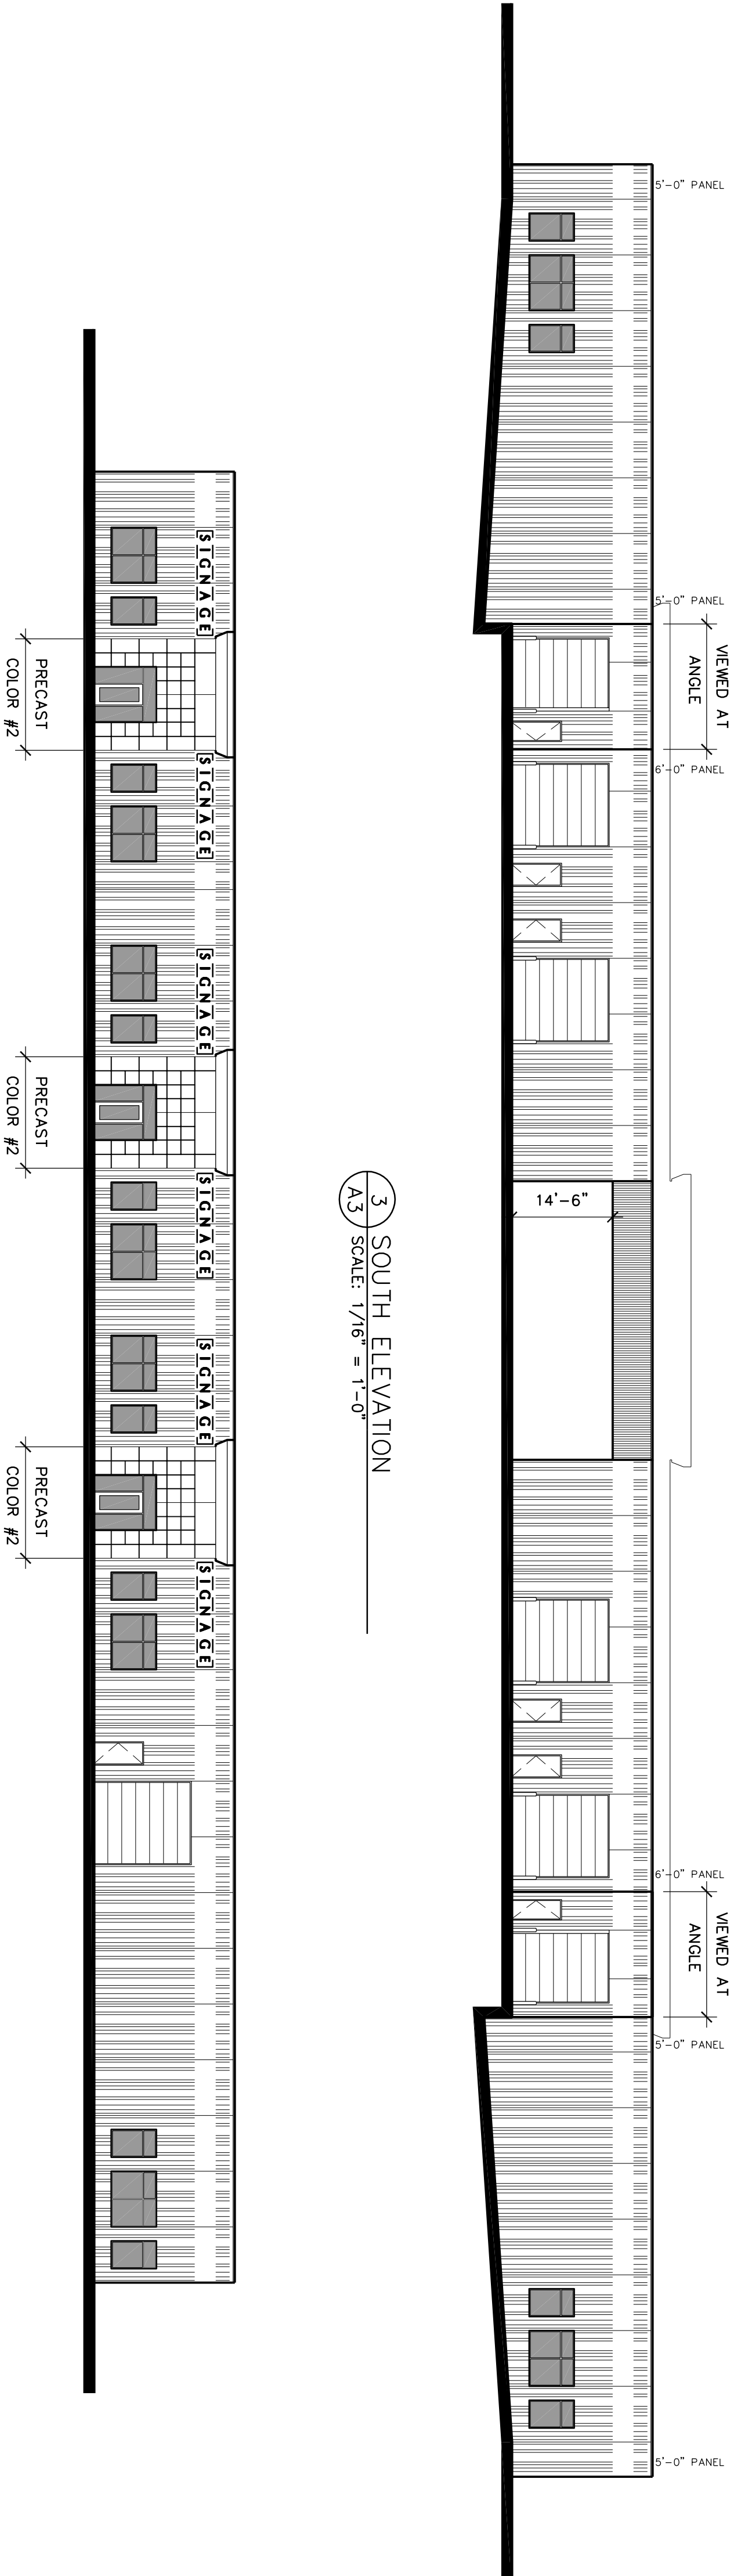 VIEWED AT
ANGLE
VIEWED AT
ANGLE
5'-0" PANEL
5'-0" PANEL
6'-0" PANEL
6'-0" PANEL
5'-0" PANEL
5'-0" PANEL
14'-6"
3
A3
SOUTH ELEVATION
SCALE: 1/16" = 1'-0"
SIGNAGE
SIGNAGE
SIGNAGE
SIGNAGE
SIGNAGE
SIGNAGE
PRECAST
COLOR #2
PRECAST
COLOR #2
PRECAST
COLOR #2